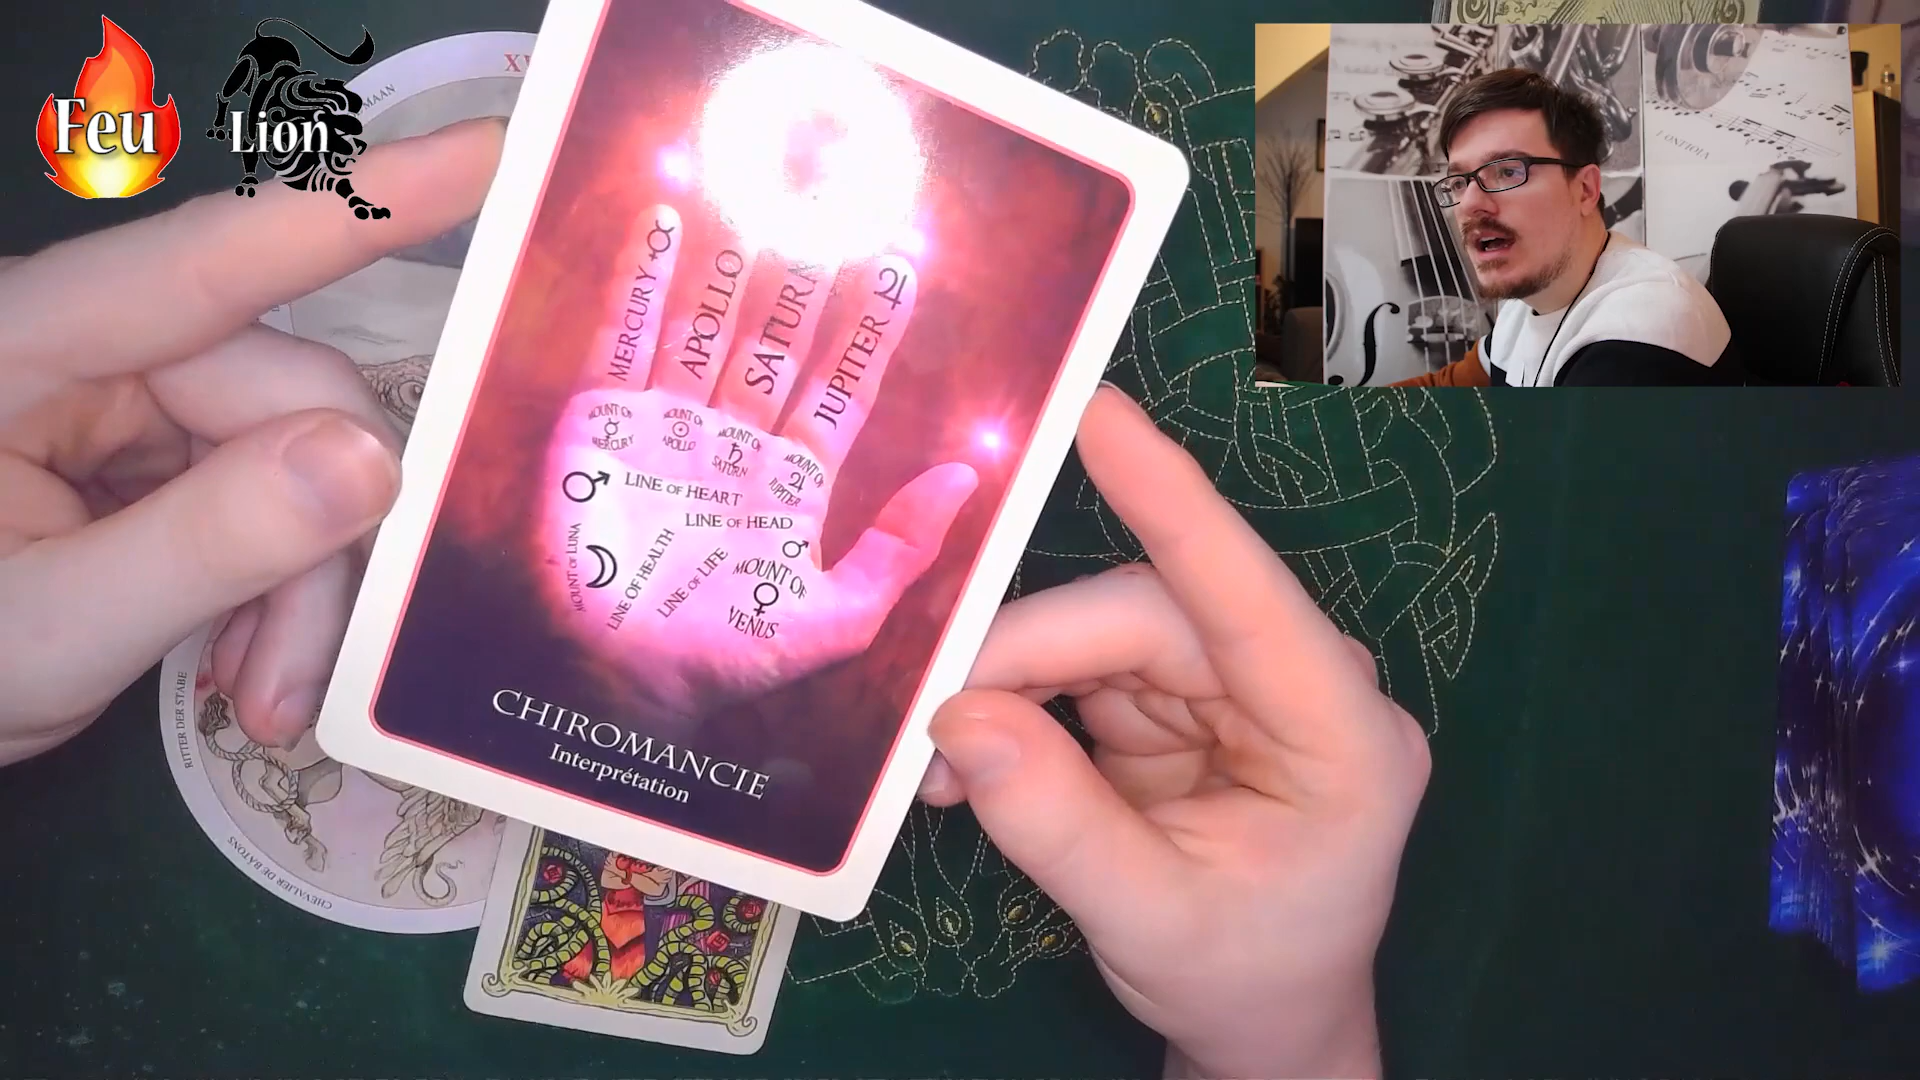 Feu
Lion
MERCURY ☿
APOLLO
SATURN
JUPITER ♃
MOUNT OF
☿
MERCURY
MOUNT OF
☉
APOLLO
MOUNT OF
♄
SATURN
MOUNT OF
♃
JUPITER
♂
LINE OF HEART
LINE OF HEAD
♂
MOUNT OF LUNA
☽
LINE OF HEALTH
LINE OF LIFE
MOUNT OF
♀
VENUS
CHIROMANCIE
Interprétation
RITTER DER STÄBE
CHEVALIER DE BÂTONS